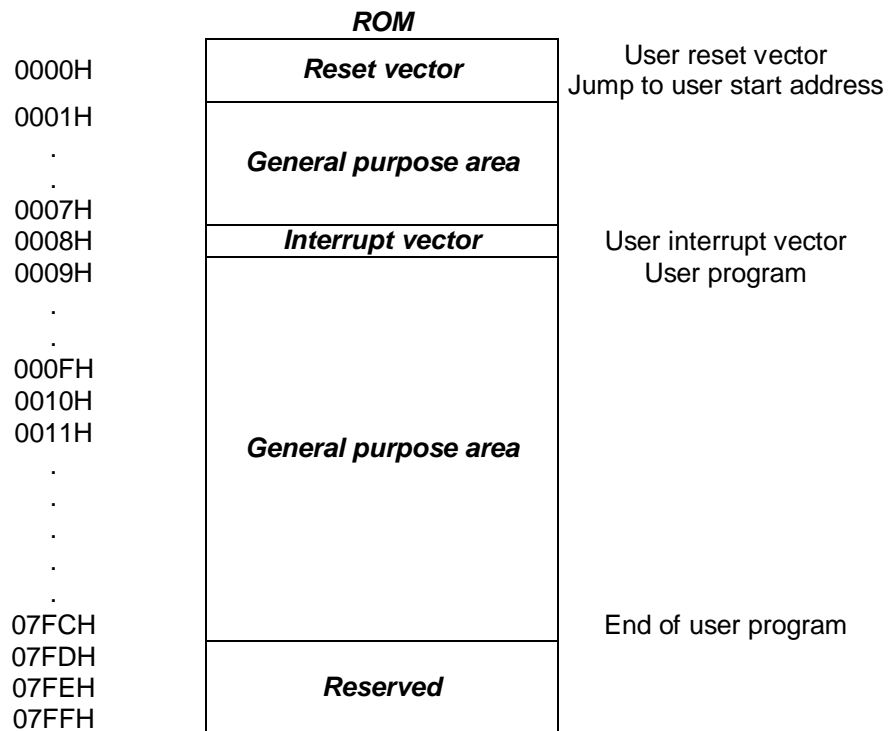 ROM
0000H Reset vector User reset vector
Jump to user start address
0001H
.
General purpose area
.
0007H
0008H Interrupt vector User interrupt vector
0009H User program
.
.
000FH
0010H
0011H
General purpose area
.
.
.
.
.
07FCH End of user program
07FDH
07FEH Reserved
07FFH